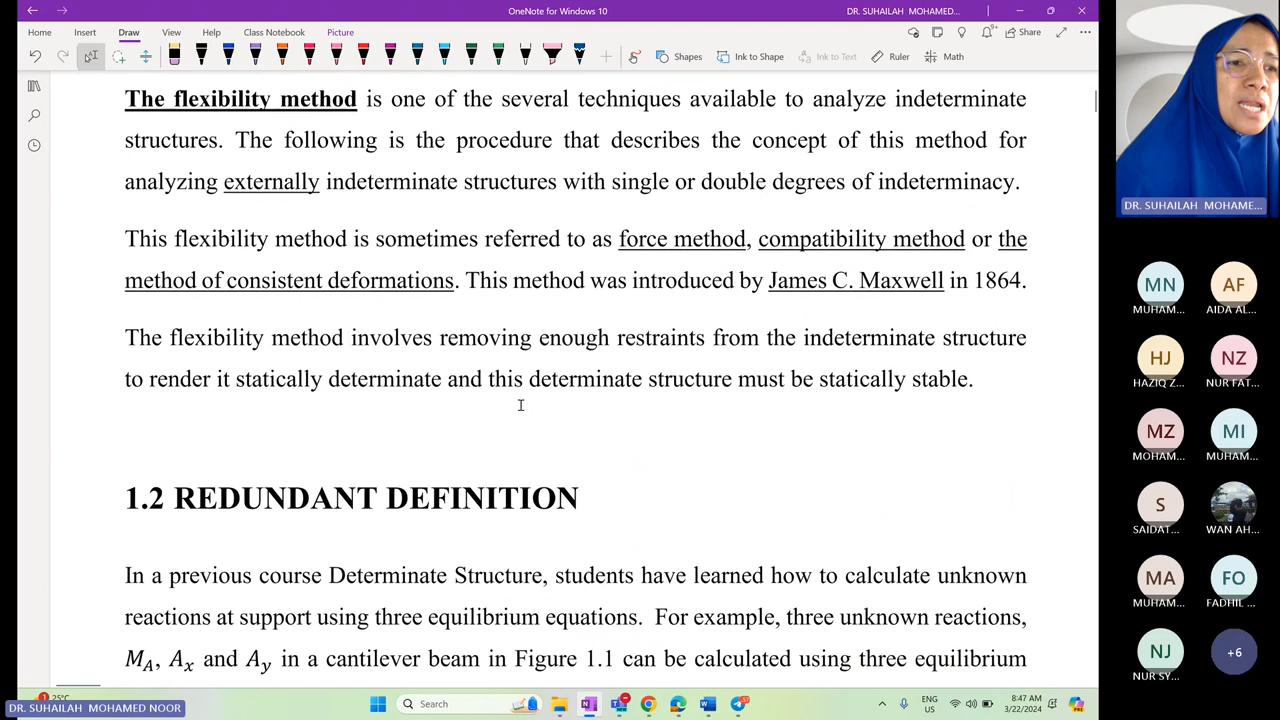 OneNote for Windows 10
DR. SUHAILAH MOHAMED...
Home Insert Draw View Help Class Notebook Picture
Share
Shapes Ink to Shape Ink to Text Ruler Math
The flexibility method is one of the several techniques available to analyze indeterminate
structures. The following is the procedure that describes the concept of this method for
analyzing externally indeterminate structures with single or double degrees of indeterminacy.
This flexibility method is sometimes referred to as force method, compatibility method or the
method of consistent deformations. This method was introduced by James C. Maxwell in 1864.
The flexibility method involves removing enough restraints from the indeterminate structure
to render it statically determinate and this determinate structure must be statically stable.
1.2 REDUNDANT DEFINITION
In a previous course Determinate Structure, students have learned how to calculate unknown
reactions at support using three equilibrium equations. For example, three unknown reactions,
M_A, A_x and A_y in a cantilever beam in Figure 1.1 can be calculated using three equilibrium
DR. SUHAILAH MOHAME...
MN AF
MUHAM... AIDA AL...
HJ NZ
HAZIQ Z... NUR FAT...
MZ MI
MOHAM... MUHAM...
S
SAIDAT... WAN AH...
MA FO
MUHAM... FADHIL ...
NJ +6
NUR SY...
25°C
DR. SUHAILAH MOHAMED NOOR
Search
ENG
US
8:47 AM
3/22/2024